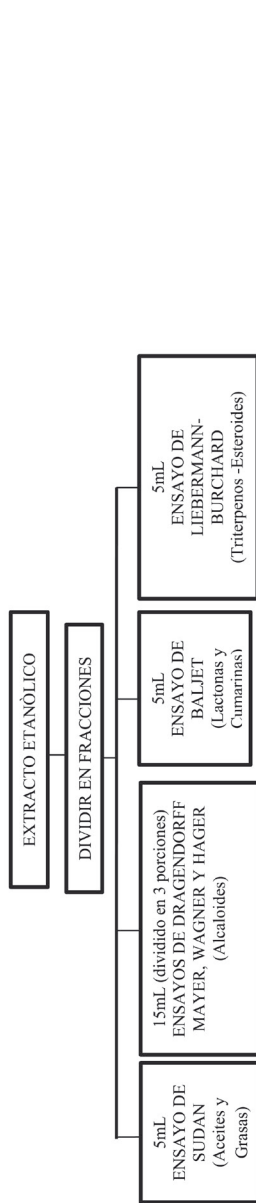 EXTRACTO ETANÒLICO
DIVIDIR EN FRACCIONES
5mL
ENSAYO DE
SUDAN
(Aceites y
Grasas)
15mL (dividido en 3 porciones)
ENSAYOS DE DRAGENDORFF
MAYER, WAGNER Y HAGER
(Alcaloides)
5mL
ENSAYO DE
BALJET
(Lactonas y
Cumarinas)
5mL
ENSAYO DE
LIEBERMANN-
BURCHARD
(Triterpenos -Esteroides)